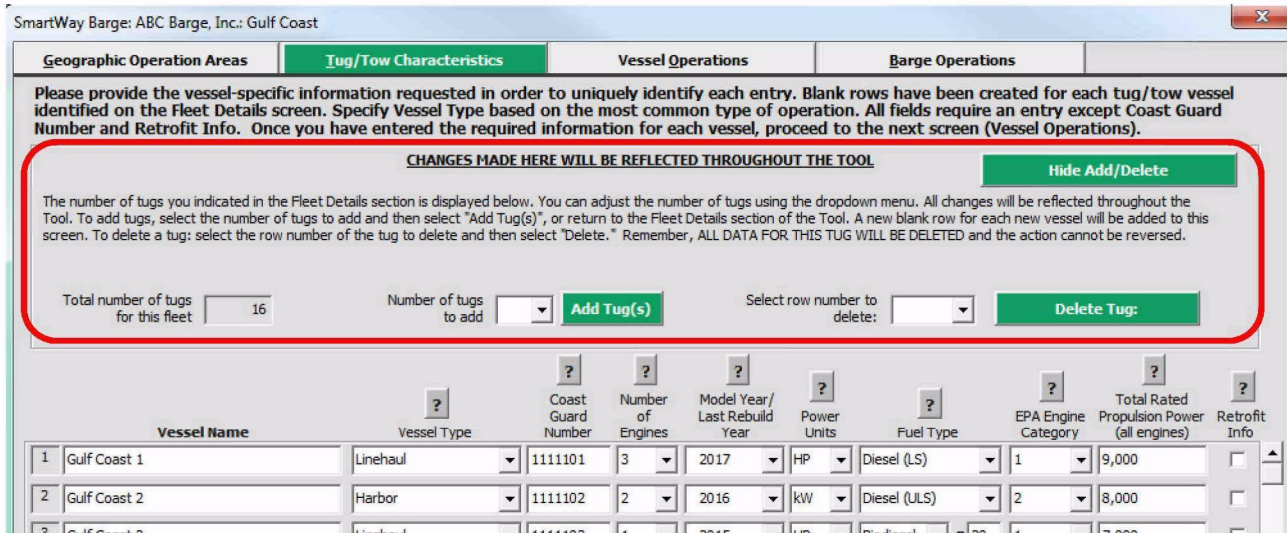 SmartWay Barge: ABC Barge, Inc.: Gulf Coast
x
Geographic Operation Areas Tug/Tow Characteristics Vessel Operations Barge Operations
Please provide the vessel-specific information requested in order to uniquely identify each entry. Blank rows have been created for each tug/tow vessel
identified on the Fleet Details screen. Specify Vessel Type based on the most common type of operation. All fields require an entry except Coast Guard
Number and Retrofit Info. Once you have entered the required information for each vessel, proceed to the next screen (Vessel Operations).
CHANGES MADE HERE WILL BE REFLECTED THROUGHOUT THE TOOL
Hide Add/Delete
The number of tugs you indicated in the Fleet Details section is displayed below. You can adjust the number of tugs using the dropdown menu. All changes will be reflected throughout the
Tool. To add tugs, select the number of tugs to add and then select "Add Tug(s)", or return to the Fleet Details section of the Tool. A new blank row for each new vessel will be added to this
screen. To delete a tug: select the row number of the tug to delete and then select "Delete." Remember, ALL DATA FOR THIS TUG WILL BE DELETED and the action cannot be reversed.
Total number of tugs
for this fleet
16
Number of tugs
to add
Add Tug(s)
Select row number to
delete:
Delete Tug:
? ? ? ? ? ? ? ? ?
Vessel Name
Vessel Type
Coast
Guard
Number
Number
of
Engines
Model Year/
Last Rebuild
Year
Power
Units
Fuel Type
EPA Engine
Category
Total Rated
Propulsion Power
(all engines)
Retrofit
Info
1 Gulf Coast 1 Linehaul 1111101 3 2017 HP Diesel (LS) 1 9,000
2 Gulf Coast 2 Harbor 1111102 2 2016 kW Diesel (ULS) 2 8,000